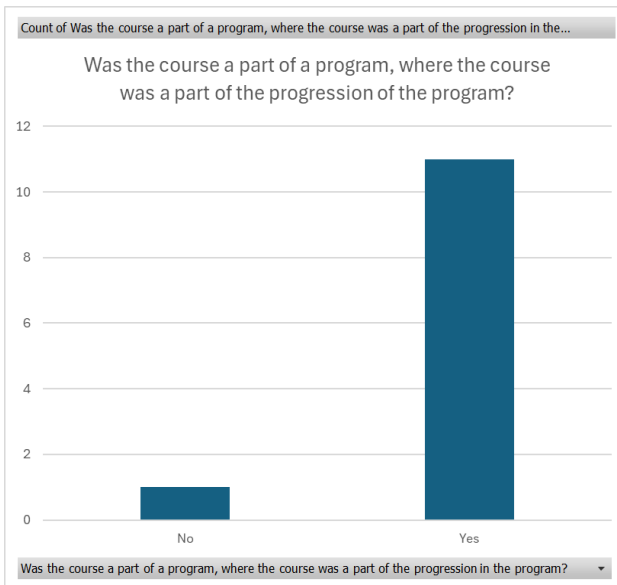 Count of Was the course a part of a program, where the course was a part of the progression in the...
Was the course a part of a program, where the course
was a part of the progression of the program?
12
10
8
6
4
2
0
No Yes
Was the course a part of a program, where the course was a part of the progression in the program?